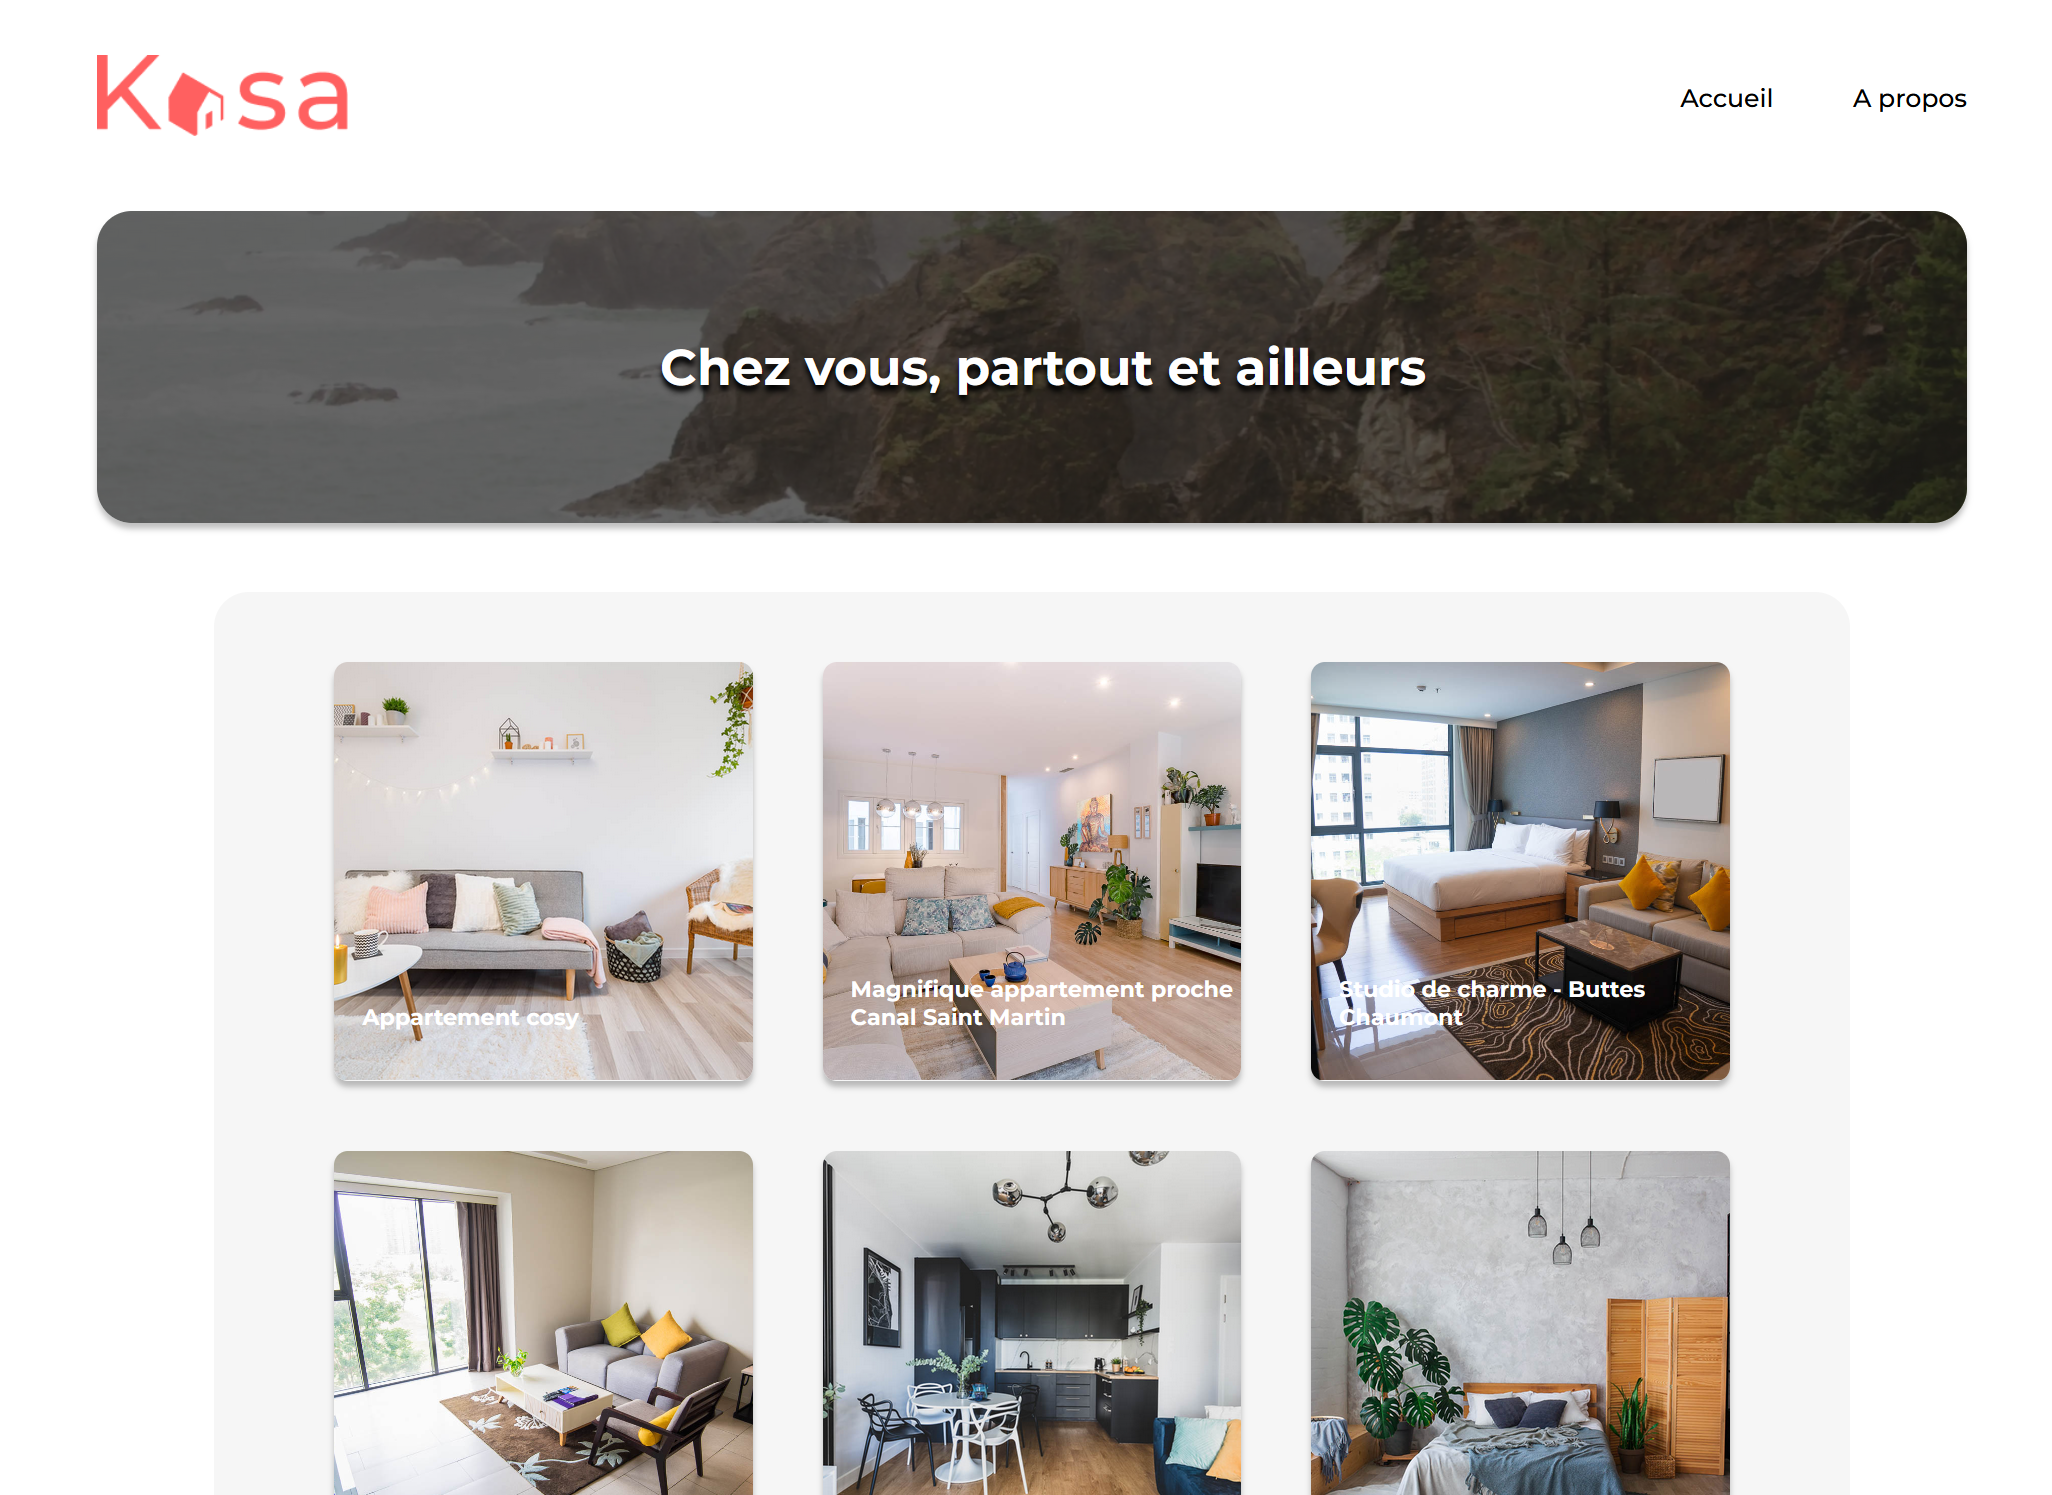 Kasa
Accueil
A propos
Chez vous, partout et ailleurs
Appartement cosy
Magnifique appartement proche
Canal Saint Martin
Studio de charme - Buttes
Chaumont